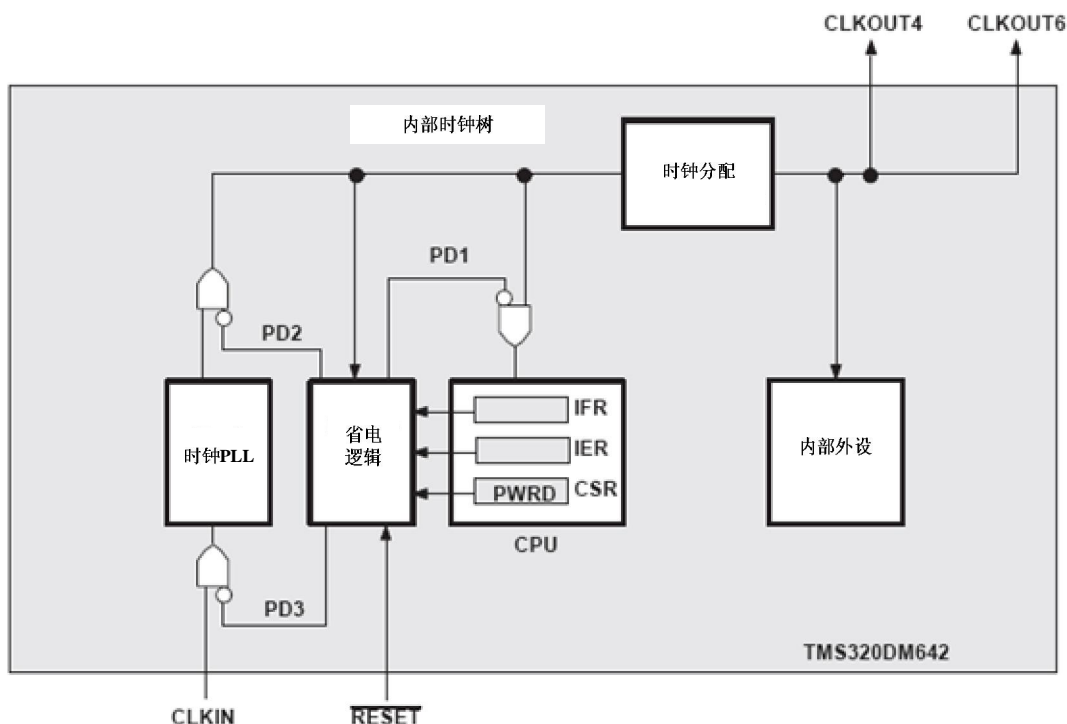 CLKOUT4
CLKOUT6
内部时钟树
时钟分配
PD1
PD2
时钟PLL
省电
逻辑
IFR
IER
PWRD
CSR
CPU
内部外设
PD3
TMS320DM642
CLKIN
RESET